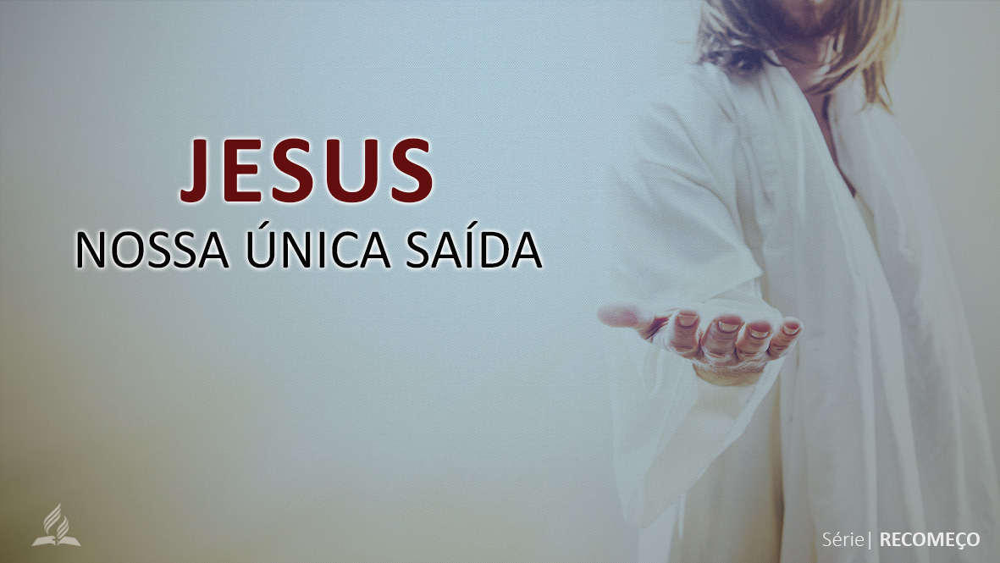 JESUS
NOSSA ÚNICA SAÍDA
Série| RECOMEÇO